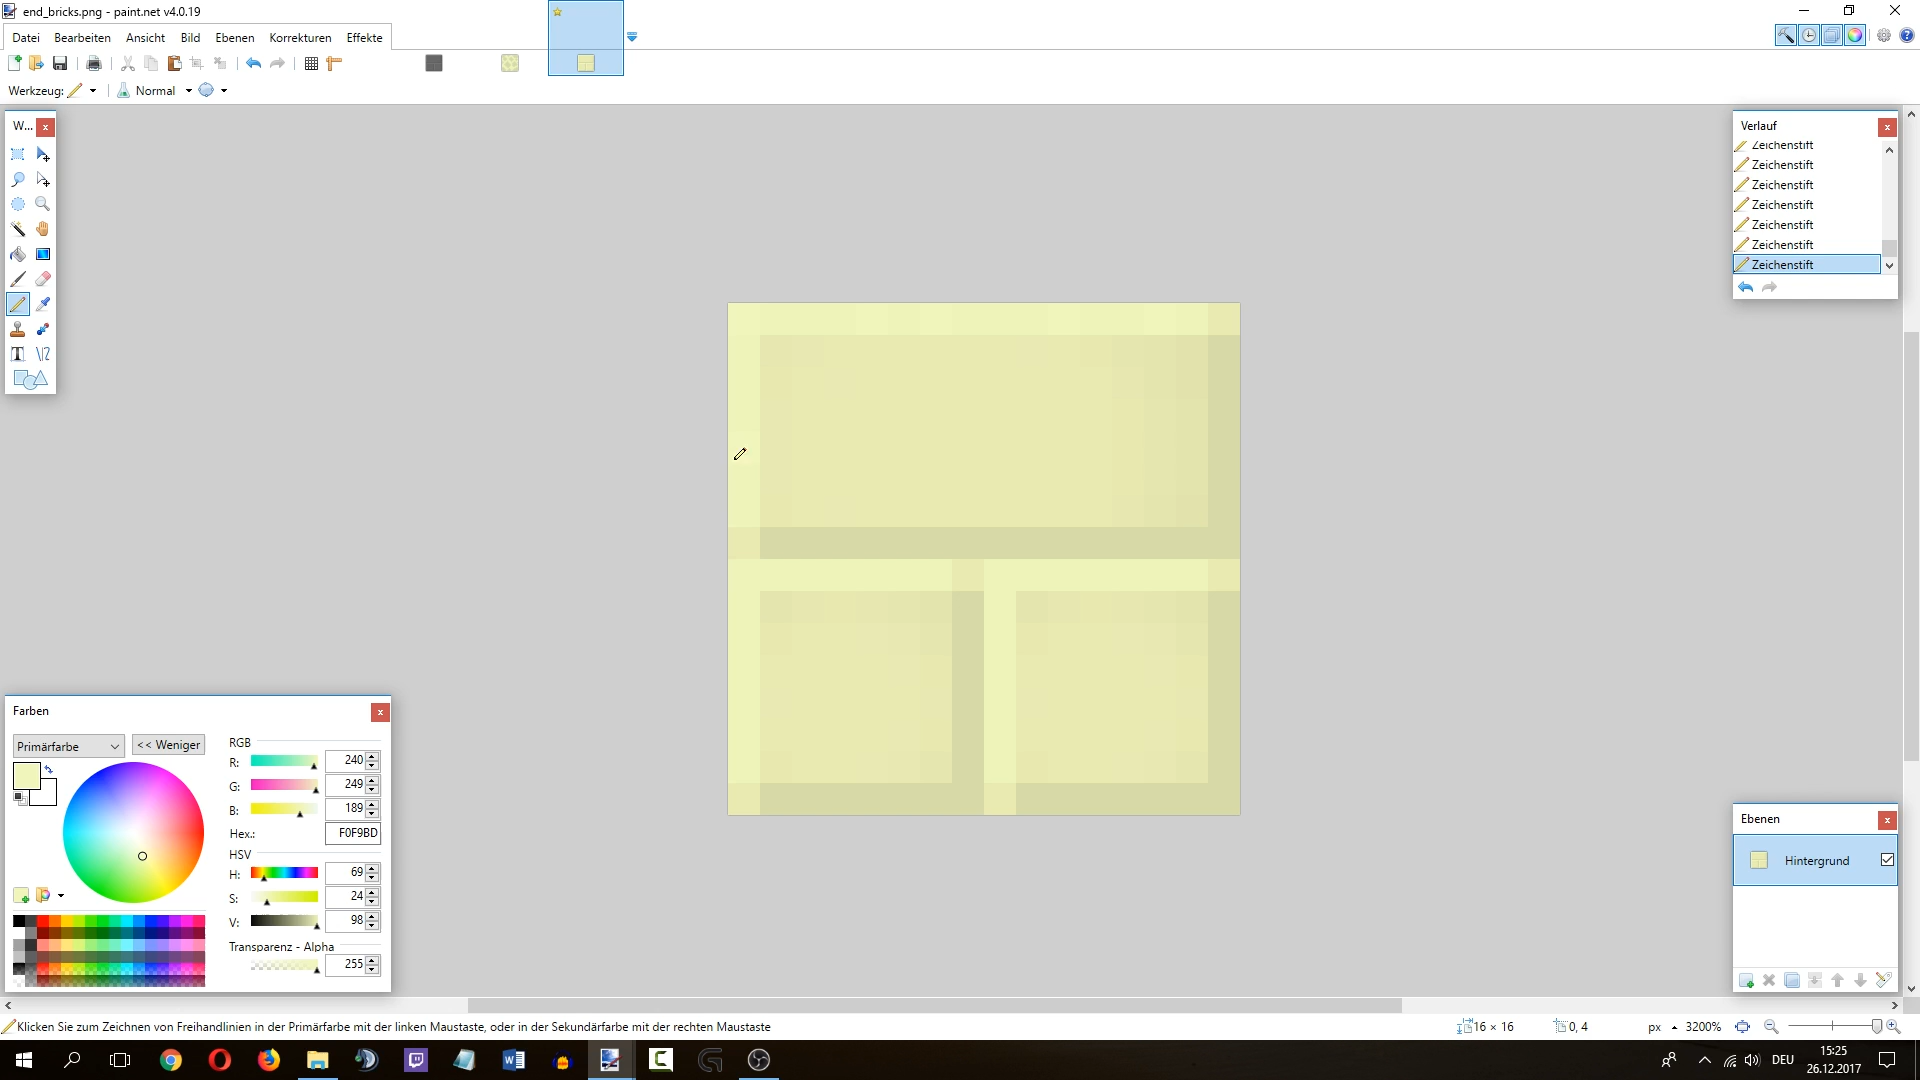 end_bricks.png - paint.net v4.0.19
Datei Bearbeiten Ansicht Bild Ebenen Korrekturen Effekte
Werkzeug: Normal
W...
Verlauf
Zeichenstift
Zeichenstift
Zeichenstift
Zeichenstift
Zeichenstift
Zeichenstift
Zeichenstift
Farben
Primärfarbe << Weniger
RGB
R: 240
G: 249
B: 189
Hex.: F0F9BD
HSV
H: 69
S: 24
V: 98
Transparenz - Alpha
255
Ebenen
Hintergrund
Klicken Sie zum Zeichnen von Freihandlinien in der Primärfarbe mit der linken Maustaste, oder in der Sekundärfarbe mit der rechten Maustaste
16 × 16 0, 4 px 3200%
DEU 15:25
26.12.2017